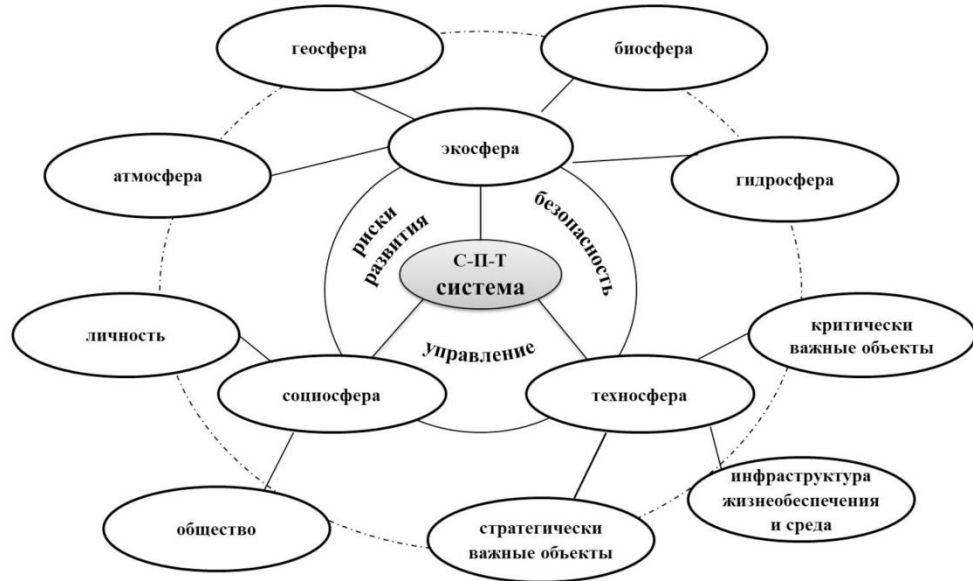 геосфера
биосфера
экосфера
атмосфера
гидросфера
риски
развития
безопасность
С-П-Т
система
управление
личность
критически
важные объекты
социосфера
техносфера
инфраструктура
жизнеобеспечения
и среда
общество
стратегически
важные объекты